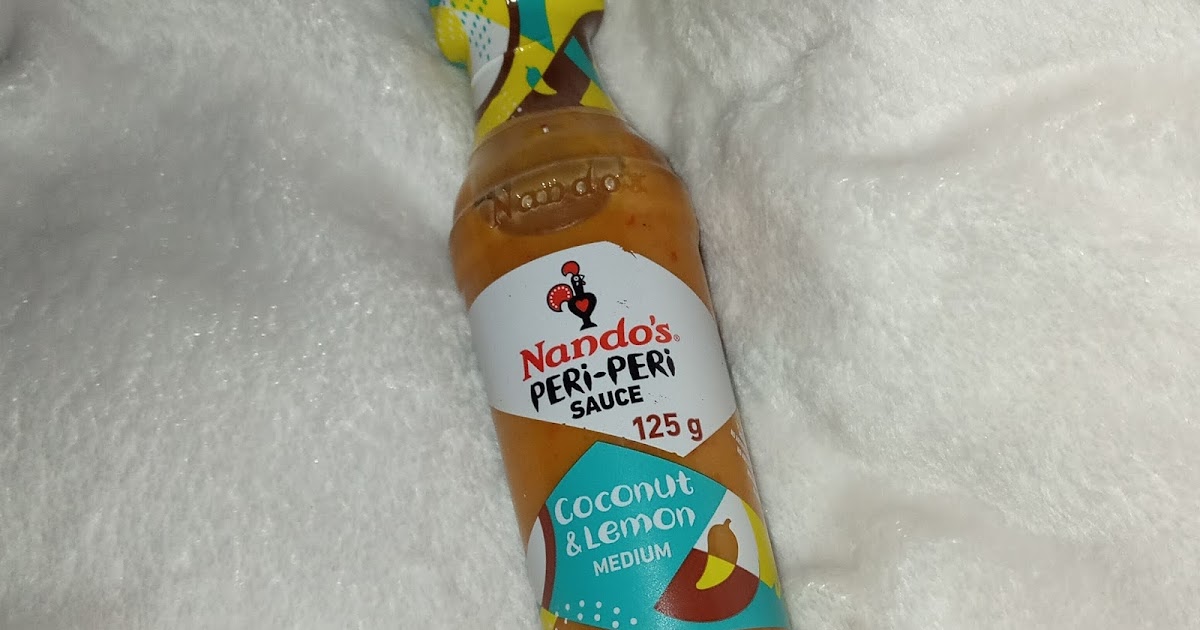 Nando's
Nando's®
PERi-PERi
SAUCE
125 g
Coconut
& Lemon
MEDIUM